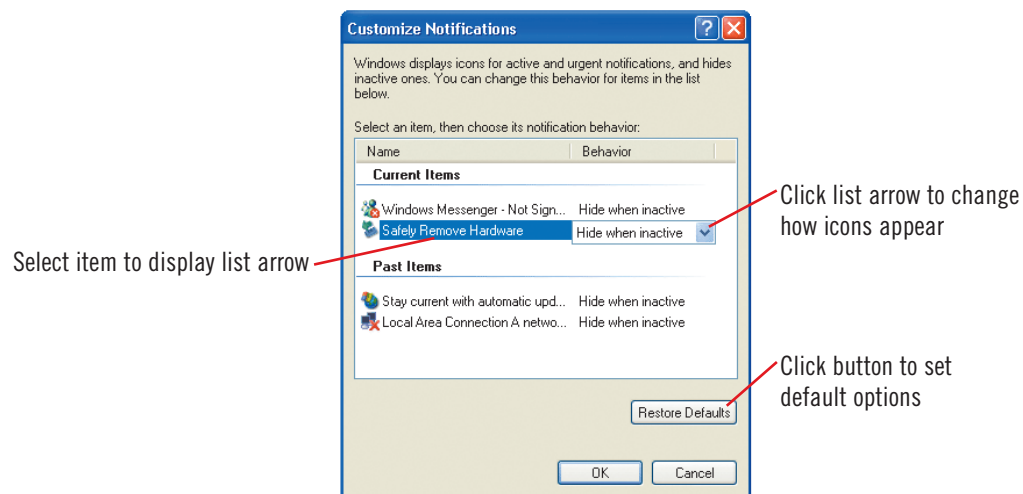 Customize Notifications
Windows displays icons for active and urgent notifications, and hides
inactive ones. You can change this behavior for items in the list
below.
Select an item, then choose its notification behavior:
Name Behavior
Current Items
Windows Messenger - Not Sign... Hide when inactive
Safely Remove Hardware Hide when inactive
Click list arrow to change
how icons appear
Select item to display list arrow
Past Items
Stay current with automatic upd... Hide when inactive
Local Area Connection A netwo... Hide when inactive
Click button to set
default options
Restore Defaults
OK Cancel